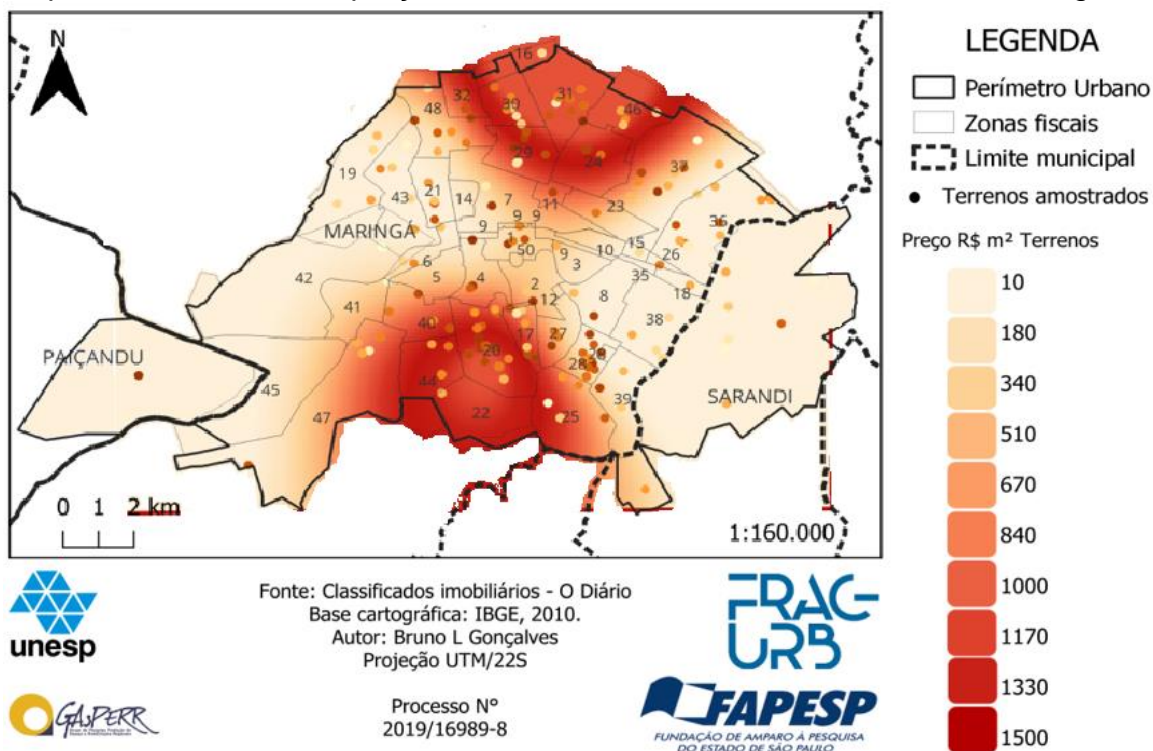 N
16
32
30
31
46
48
29
24
37
19
43
21
14
7
11
23
9
9
36
MARINGÁ
9
1
50
9
10
15
26
6
3
35
42
5
4
2
18
12
8
41
40
38
17
27
PAIÇANDU
20
28
44
45
39
SARANDI
22
25
47
0 1 2 km
1:160.000
LEGENDA
Perímetro Urbano
Zonas fiscais
Limite municipal
Terrenos amostrados
Preço R$ m² Terrenos
10
180
340
510
670
840
1000
1170
1330
1500
unesp
GAsPERR
Fonte: Classificados imobiliários - O Diário
Base cartográfica: IBGE, 2010.
Autor: Bruno L Gonçalves
Projeção UTM/22S
Processo N°
2019/16989-8
FRAG-
URB
FAPESP
FUNDAÇÃO DE AMPARO À PESQUISA
DO ESTADO DE SÃO PAULO